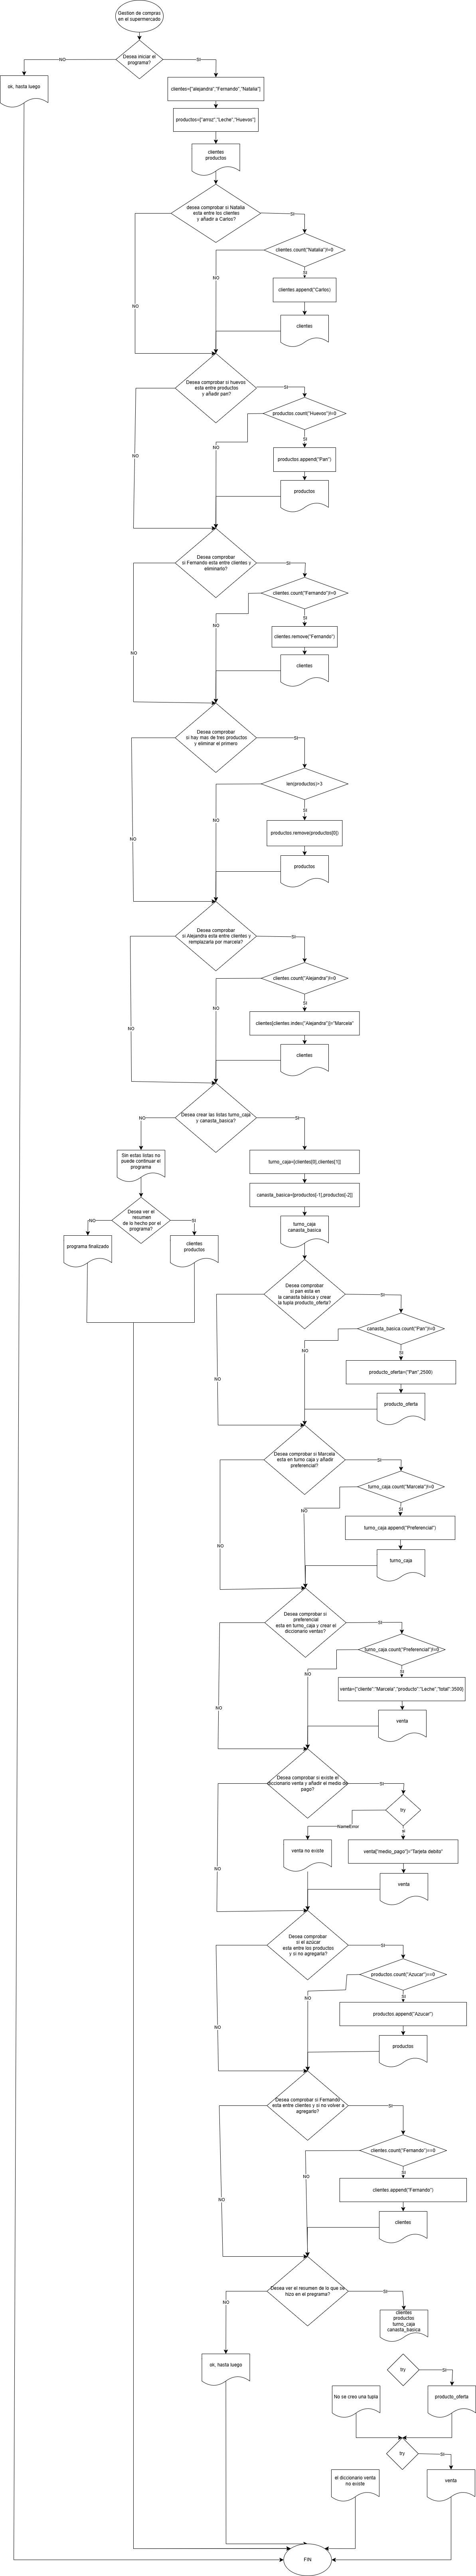 Gestion de compras
en el supermercado
Desea iniciar el
programa?
NO
SI
ok, hasta luego
clientes=["alejandra","Fernando","Natalia"]
productos=["arroz","Leche","Huevos"]
clientes
productos
desea comprobar si Natalia
esta entre los clientes
y añadir a Carlos?
SI
clientes.count("Natalia")!=0
NO
SI
NO
clientes.append("Carlos)
clientes
Desea comprobar si huevos
esta entre productos
y añadir pan?
SI
productos.count("Huevos")!=0
SI
NO
NO
productos.append("Pan")
productos
Desea comprobar
si Fernando esta entre clientes y
eliminarlo?
SI
clientes.count("Fernando")!=0
SI
NO
clientes.remove("Fernando")
NO
clientes
Desea comprobar
si hay mas de tres productos
y eliminar el primero
SI
len(productos)>3
SI
NO
productos.remove(productos[0])
NO
productos
Desea comprobar
si Alejandra esta entre clientes y
remplazarla por marcela?
SI
clientes.count("Alejandra")!=0
SI
NO
clientes[clientes.index("Alejandra")]="Marcela"
NO
clientes
Desea crear las listas turno_caja
y canasta_basica?
NO
SI
Sin estas listas no
puede continuar el
programa
turno_caja=[clientes[0],clientes[1]]
canasta_basica=[productos[-1],productos[-2]]
Desea ver el
resumen
de lo hecho por el
programa?
NO
SI
turno_caja
canasta_basica
programa finalizado
clientes
productos
Desea comprobar
si pan esta en
la canasta básica y crear
la tupla producto_oferta?
SI
canasta_basica.count("Pan")!=0
NO
SI
producto_oferta=("Pan",2500)
NO
producto_oferta
Desea comprobar si Marcela
esta en turno caja y añadir
preferencial?
SI
turno_caja.count("Marcela")!=0
SI
NO
turno_caja.append("Preferencial")
NO
turno_caja
Desea comprobar si
preferencial
esta en turno_caja y crear el
diccionario ventas?
SI
turno_caja.count("Preferencial")!=0
SI
NO
venta={"cliente":"Marcela","producto":"Leche","total":3500}
NO
venta
Desea comprobar si existe el
diccionario venta y añadir el medio de
pago?
SI
try
NameError
si
NO
venta no existe
venta["medio_pago"]="Tarjeta debito"
venta
Desea comprobar
si el azúcar
esta entre los productos
y si no agregarla?
SI
productos.count("Azucar")==0
SI
NO
productos.append("Azucar")
NO
productos
Desea comprobar si Fernando
esta entre clientes y si no volver a
agregarlo?
SI
clientes.count("Fernando")==0
SI
NO
clientes.append("Fernando")
NO
clientes
Desea ver el resumen de lo que se
hizo en el pregrama?
SI
NO
clientes
productos
turno_caja
canasta_basica
ok, hasta luego
try
SI
No se creo una tupla
producto_oferta
try
SI
el diccionario venta
no existe
venta
FIN